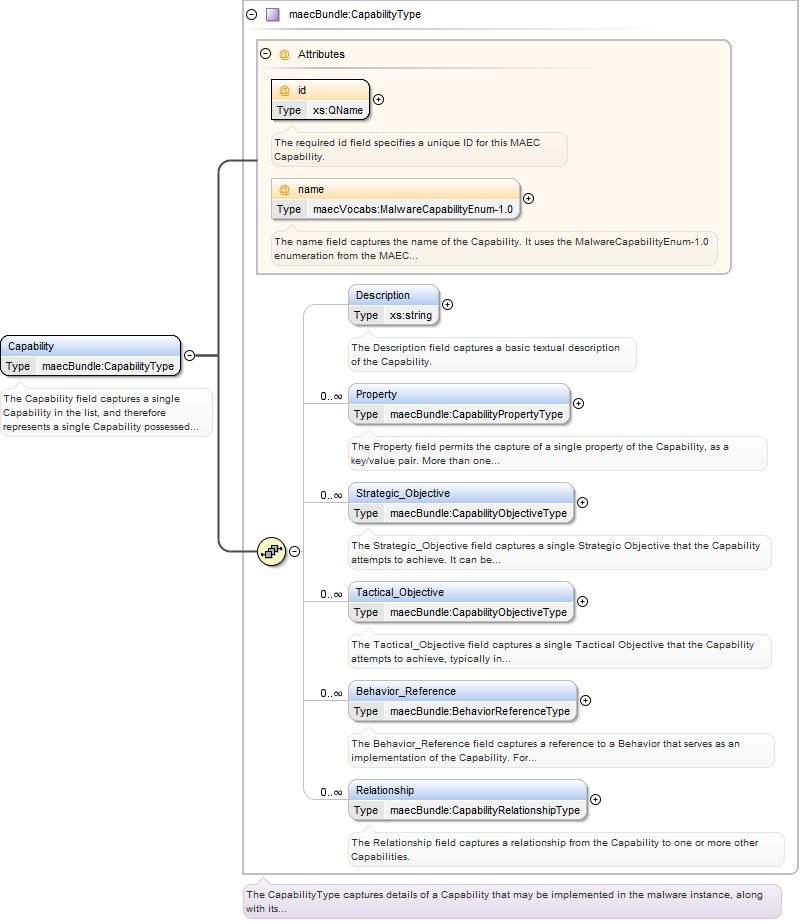 maecBundle:CapabilityType
@ Attributes
@ id
Type xs:QName
The required id field specifies a unique ID for this MAEC
Capability.
@ name
Type maecVocabs:MalwareCapabilityEnum-1.0
The name field captures the name of the Capability. It uses the MalwareCapabilityEnum-1.0
enumeration from the MAEC...
Capability
Type maecBundle:CapabilityType
The Capability field captures a single
Capability in the list, and therefore
represents a single Capability possessed...
Description
Type xs:string
The Description field captures a basic textual description
of the Capability.
0..∞ Property
Type maecBundle:CapabilityPropertyType
The Property field permits the capture of a single property of the Capability, as a
key/value pair. More than one...
0..∞ Strategic_Objective
Type maecBundle:CapabilityObjectiveType
The Strategic_Objective field captures a single Strategic Objective that the Capability
attempts to achieve. It can be...
0..∞ Tactical_Objective
Type maecBundle:CapabilityObjectiveType
The Tactical_Objective field captures a single Tactical Objective that the Capability
attempts to achieve, typically in...
0..∞ Behavior_Reference
Type maecBundle:BehaviorReferenceType
The Behavior_Reference field captures a reference to a Behavior that serves as an
implementation of the Capability. For...
0..∞ Relationship
Type maecBundle:CapabilityRelationshipType
The Relationship field captures a relationship from the Capability to one or more other
Capabilities.
The CapabilityType captures details of a Capability that may be implemented in the malware instance, along
with its...